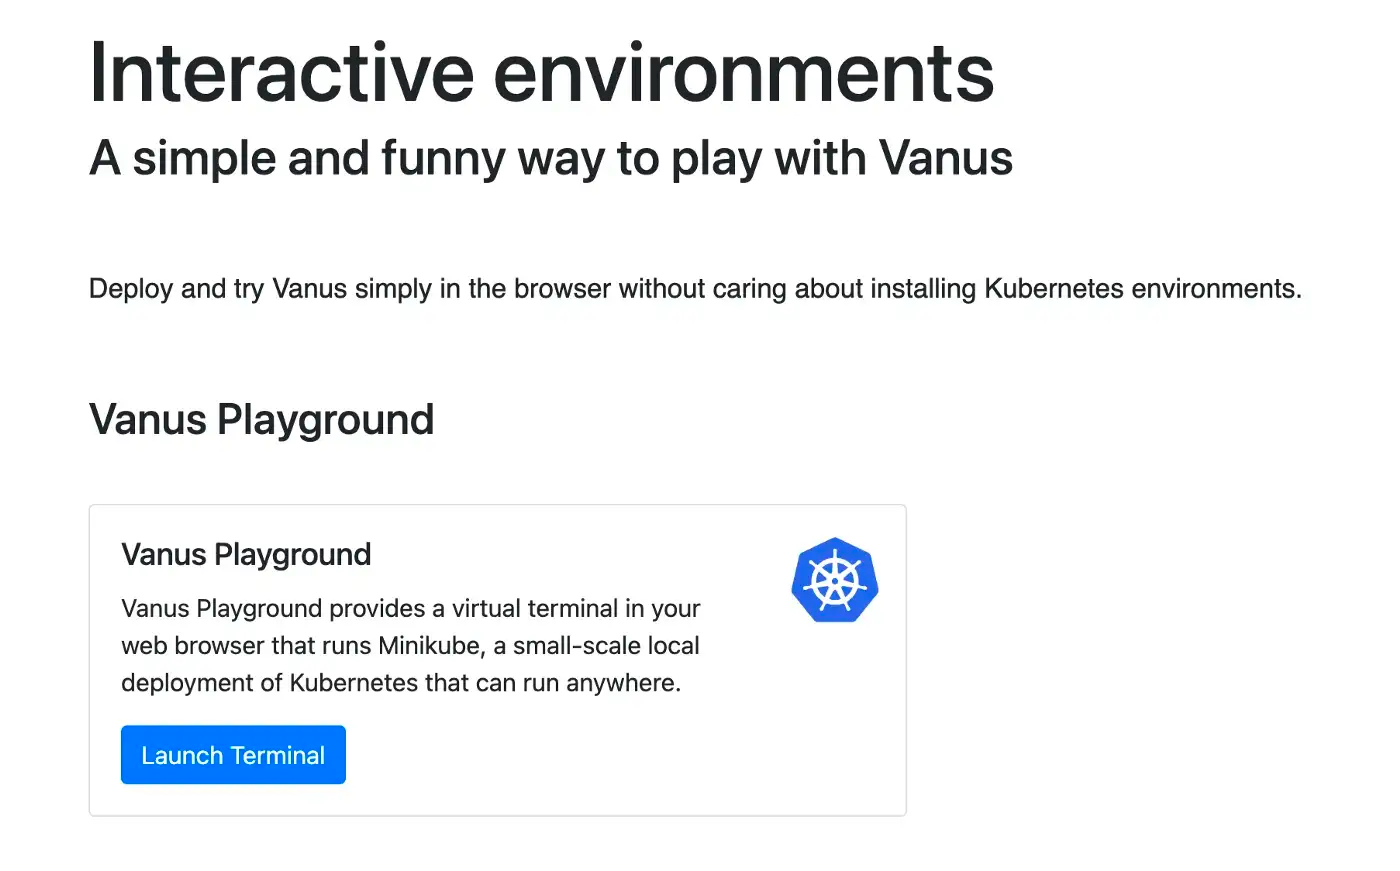 Interactive environments
A simple and funny way to play with Vanus
Deploy and try Vanus simply in the browser without caring about installing Kubernetes environments.
Vanus Playground
Vanus Playground
Vanus Playground provides a virtual terminal in your
web browser that runs Minikube, a small-scale local
deployment of Kubernetes that can run anywhere.
Launch Terminal